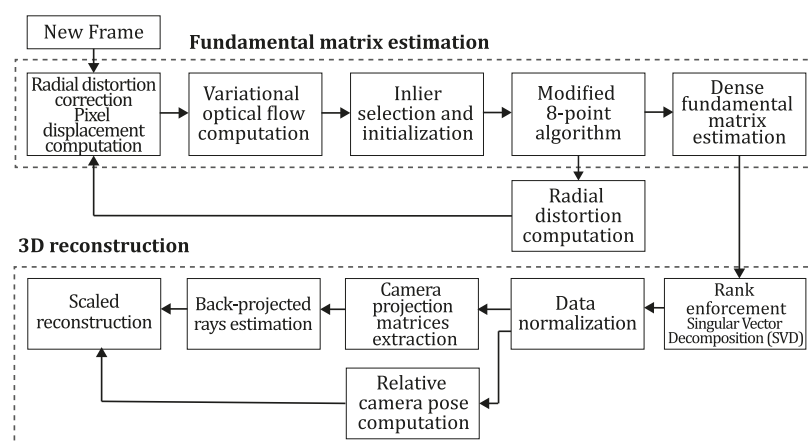 New Frame
Fundamental matrix estimation
Radial distortion
correction
Pixel
displacement
computation
Variational
optical flow
computation
Inlier
selection and
initialization
Modified
8-point
algorithm
Dense
fundamental
matrix
estimation
Radial
distortion
computation
3D reconstruction
Scaled
reconstruction
Back-projected
rays estimation
Camera
projection
matrices
extraction
Data
normalization
Rank
enforcement
Singular Vector
Decomposition (SVD)
Relative
camera pose
computation